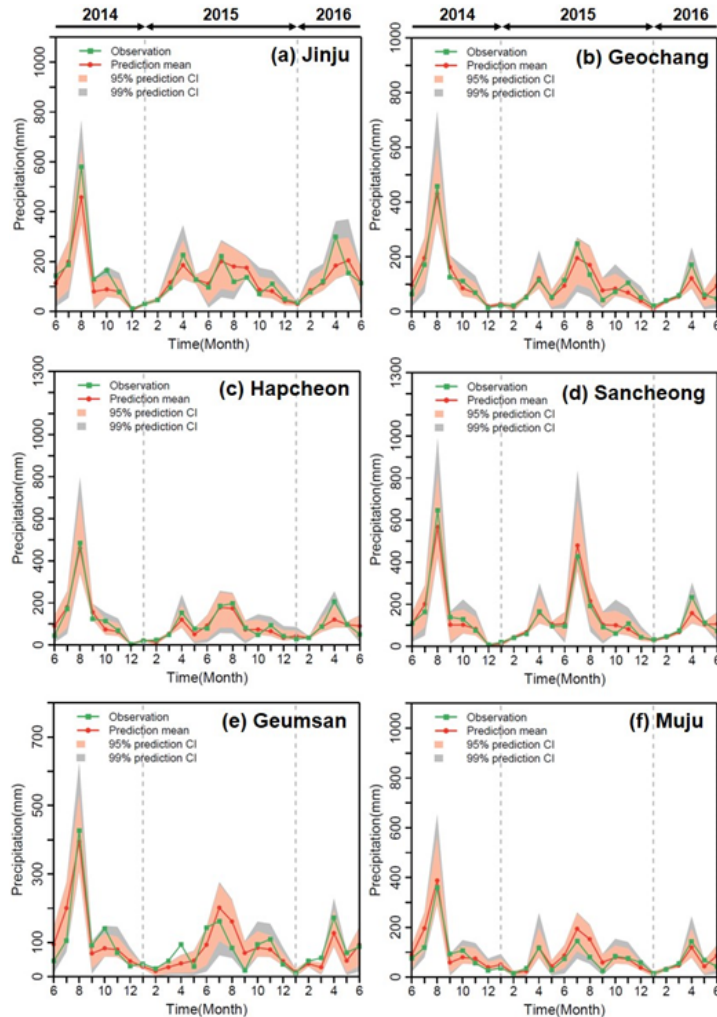 2014 2015 2016 2014 2015 2016
(a) Jinju
Observation
Prediction mean
95% prediction CI
99% prediction CI
Precipitation(mm)
1000
800
600
400
200
0
6 8 10 12 2 4 6 8 10 12 2 4 6
Time(Month)
(b) Geochang
Observation
Prediction mean
95% prediction CI
99% prediction CI
Precipitation(mm)
1000
800
600
400
200
0
6 8 10 12 2 4 6 8 10 12 2 4 6
Time(Month)
(c) Hapcheon
Observation
Prediction mean
95% prediction CI
99% prediction CI
Precipitation(mm)
1300
1000
800
600
400
200
0
6 8 10 12 2 4 6 8 10 12 2 4 6
Time(Month)
(d) Sancheong
Observation
Prediction mean
95% prediction CI
99% prediction CI
Precipitation(mm)
1300
1000
800
600
400
200
0
6 8 10 12 2 4 6 8 10 12 2 4 6
Time(Month)
(e) Geumsan
Observation
Prediction mean
95% prediction CI
99% prediction CI
Precipitation(mm)
700
500
300
100
0
6 8 10 12 2 4 6 8 10 12 2 4 6
Time(Month)
(f) Muju
Observation
Prediction mean
95% prediction CI
99% prediction CI
Precipitation(mm)
1000
800
600
400
200
0
6 8 10 12 2 4 6 8 10 12 2 4 6
Time(Month)